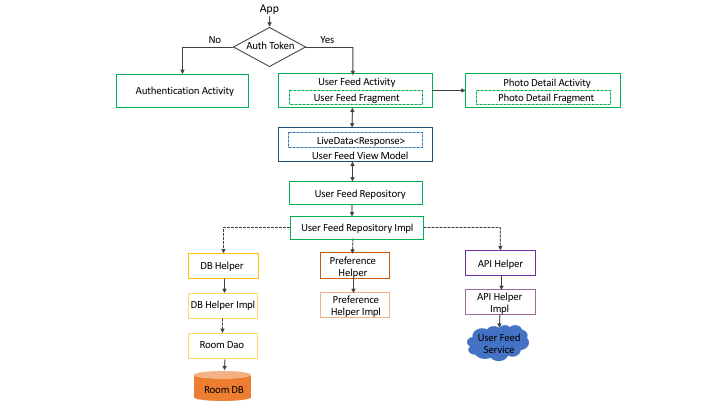 App
Auth Token
No
Yes
Authentication Activity
User Feed Activity
User Feed Fragment
Photo Detail Activity
Photo Detail Fragment
LiveData<Response>
User Feed View Model
User Feed Repository
User Feed Repository Impl
DB Helper
Preference
Helper
API Helper
DB Helper Impl
Preference
Helper Impl
API Helper
Impl
Room Dao
User Feed
Service
Room DB